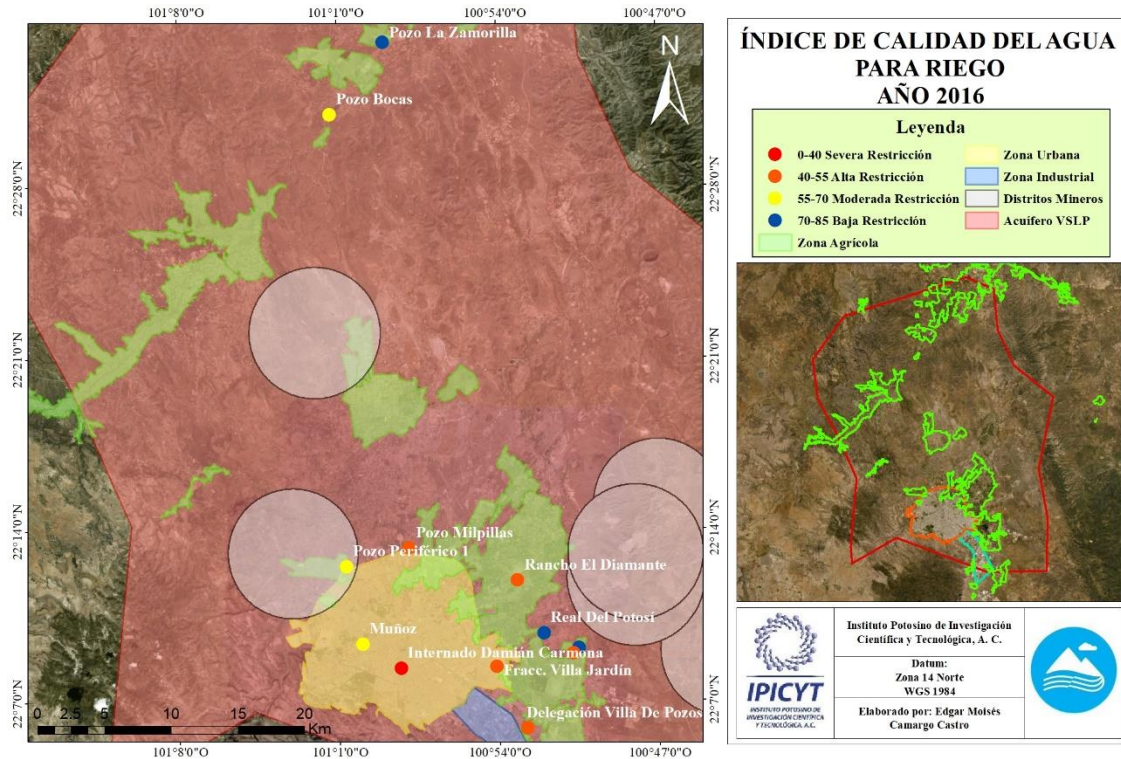 101°8'0"O
101°1'0"O
100°54'0"O
100°47'0"O
Pozo La Zamorilla
N
Pozo Bocas
22°28'0"N
22°28'0"N
22°21'0"N
22°21'0"N
22°14'0"N
22°14'0"N
Pozo Milpillas
Pozo Periférico 1
Rancho El Diamante
Real Del Potosí
Muñoz
Internado Damián Carmona
Fracc. Villa Jardín
22°7'0"N
22°7'0"N
Delegación Villa De Pozos
0 2.5 5 10 15 20
Km
101°8'0"O
101°1'0"O
100°54'0"O
100°47'0"O
ÍNDICE DE CALIDAD DEL AGUA
PARA RIEGO
AÑO 2016
Leyenda
0-40 Severa Restricción
40-55 Alta Restricción
55-70 Moderada Restricción
70-85 Baja Restricción
Zona Agrícola
Zona Urbana
Zona Industrial
Distritos Mineros
Acuífero VSLP
IPICYT
INSTITUTO POTOSINO DE
INVESTIGACIÓN CIENTÍFICA
Y TECNOLÓGICA, A.C.
Instituto Potosino de Investigación
Científica y Tecnológica, A. C.
Datum:
Zona 14 Norte
WGS 1984
Elaborado por: Edgar Moisés
Camargo Castro